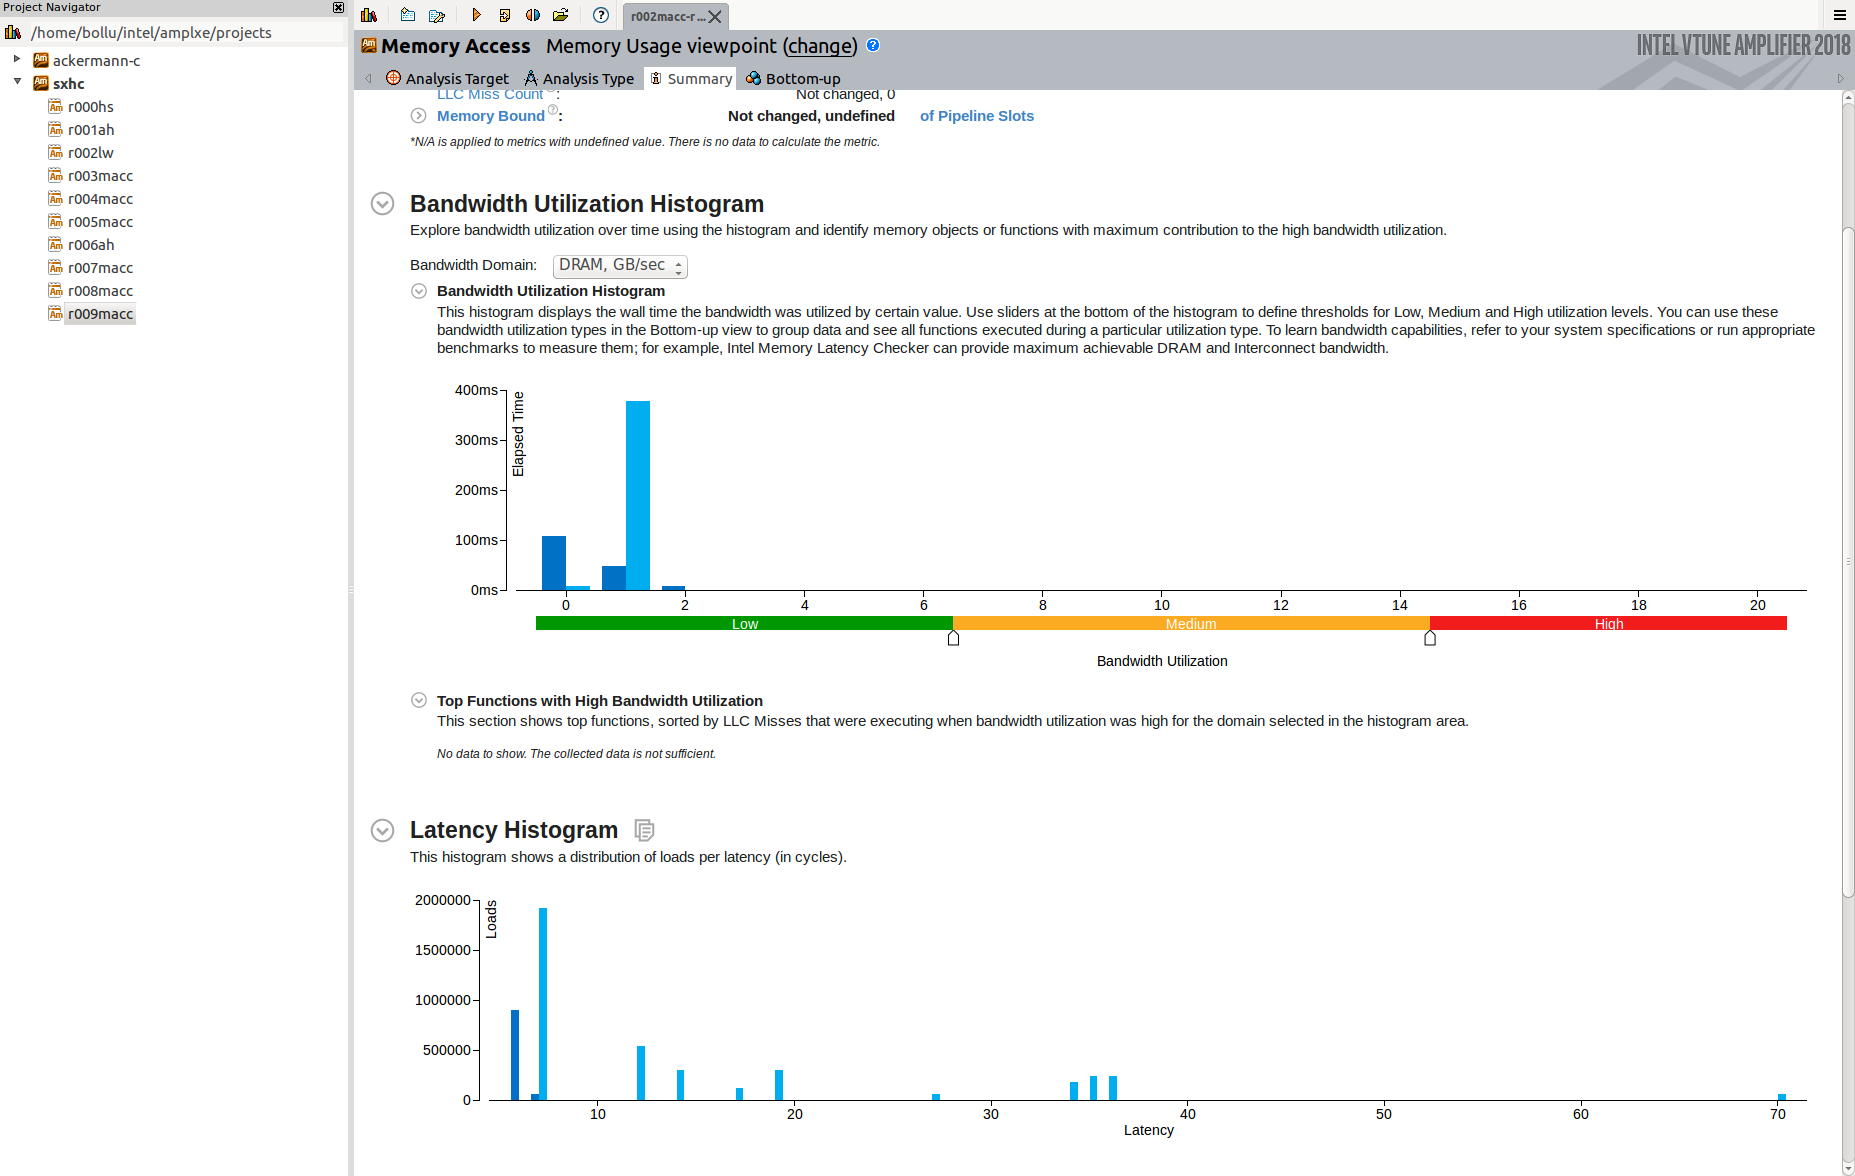 Project Navigator
/home/bollu/intel/amplxe/projects
ackermann-c
sxhc
r000hs
r001ah
r002lw
r003macc
r004macc
r005macc
r006ah
r007macc
r008macc
r009macc
r002macc-r...
Memory Access Memory Usage viewpoint (change)
INTEL VTUNE AMPLIFIER 2018
Analysis Target Analysis Type Summary Bottom-up
LLC Miss Count : Not changed, 0
Memory Bound : Not changed, undefined of Pipeline Slots
*N/A is applied to metrics with undefined value. There is no data to calculate the metric.
Bandwidth Utilization Histogram
Explore bandwidth utilization over time using the histogram and identify memory objects or functions with maximum contribution to the high bandwidth utilization.
Bandwidth Domain: DRAM, GB/sec
Bandwidth Utilization Histogram
This histogram displays the wall time the bandwidth was utilized by certain value. Use sliders at the bottom of the histogram to define thresholds for Low, Medium and High utilization levels. You can use these
bandwidth utilization types in the Bottom-up view to group data and see all functions executed during a particular utilization type. To learn bandwidth capabilities, refer to your system specifications or run appropriate
benchmarks to measure them; for example, Intel Memory Latency Checker can provide maximum achievable DRAM and Interconnect bandwidth.
Elapsed Time
400ms
300ms
200ms
100ms
0ms
0 2 4 6 8 10 12 14 16 18 20
Low Medium High
Bandwidth Utilization
Top Functions with High Bandwidth Utilization
This section shows top functions, sorted by LLC Misses that were executing when bandwidth utilization was high for the domain selected in the histogram area.
No data to show. The collected data is not sufficient.
Latency Histogram
This histogram shows a distribution of loads per latency (in cycles).
Loads
2000000
1500000
1000000
500000
0
10 20 30 40 50 60 70
Latency